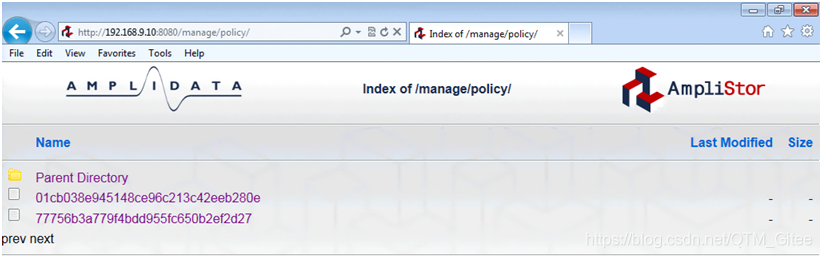 http://192.168.9.10:8080/manage/policy/
Index of /manage/policy/
File Edit View Favorites Tools Help
AMPLIDATA
Index of /manage/policy/
AmpliStor
Name Last Modified Size
Parent Directory
01cb038e945148ce96c213c42eeb280e - -
77756b3a779f4bdd955fc650b2ef2d27 - -
prev next
https://blog.csdn.net/QTM_Gitee